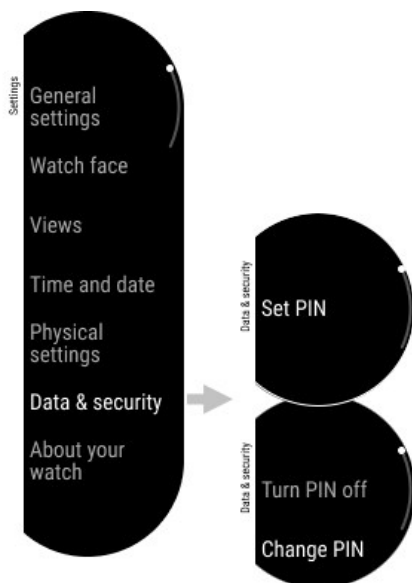 Settings
General
settings
Watch face
Views
Time and date
Physical
settings
Data & security
About your
watch
Data & security
Set PIN
Data & security
Turn PIN off
Change PIN